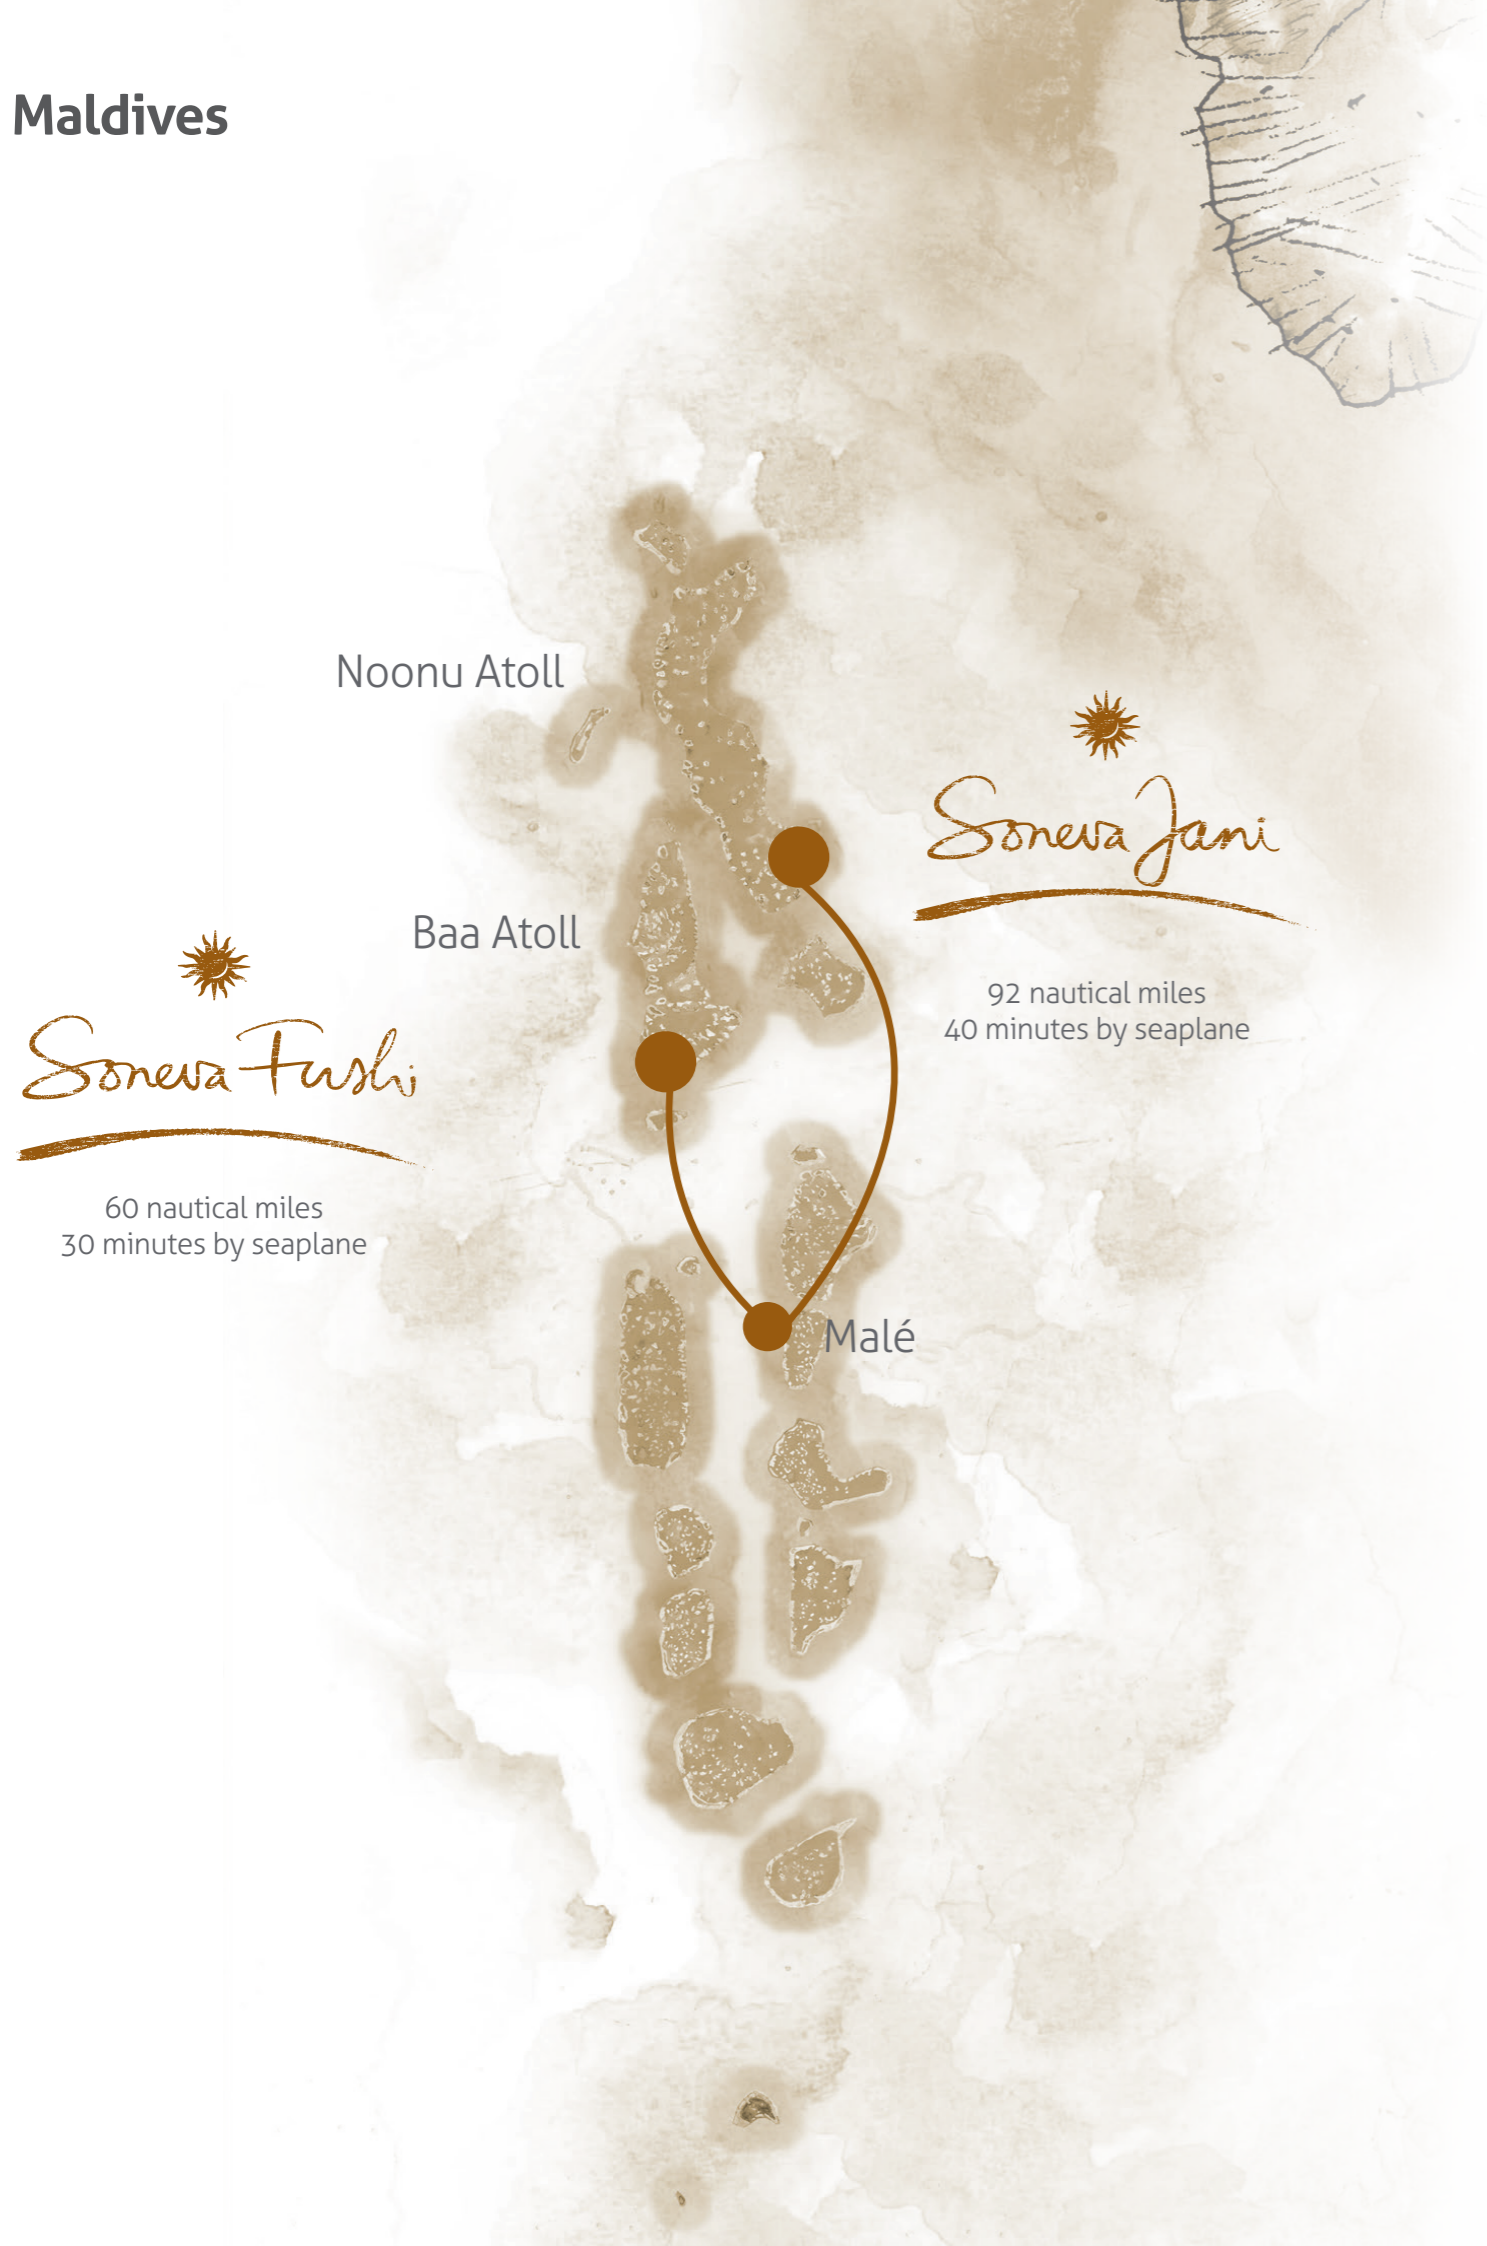 Maldives
Noonu Atoll
Soneva Jani
92 nautical miles
40 minutes by seaplane
Baa Atoll
Soneva Fushi
60 nautical miles
30 minutes by seaplane
Malé